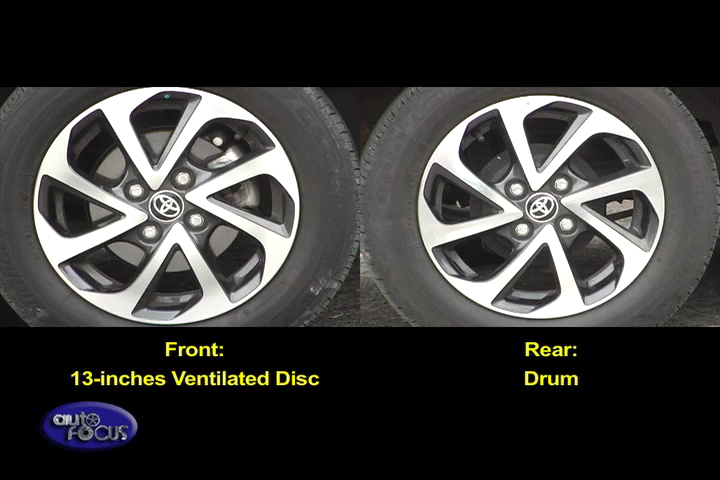 Front:
13-inches Ventilated Disc
Rear:
Drum
auto
FOCUS